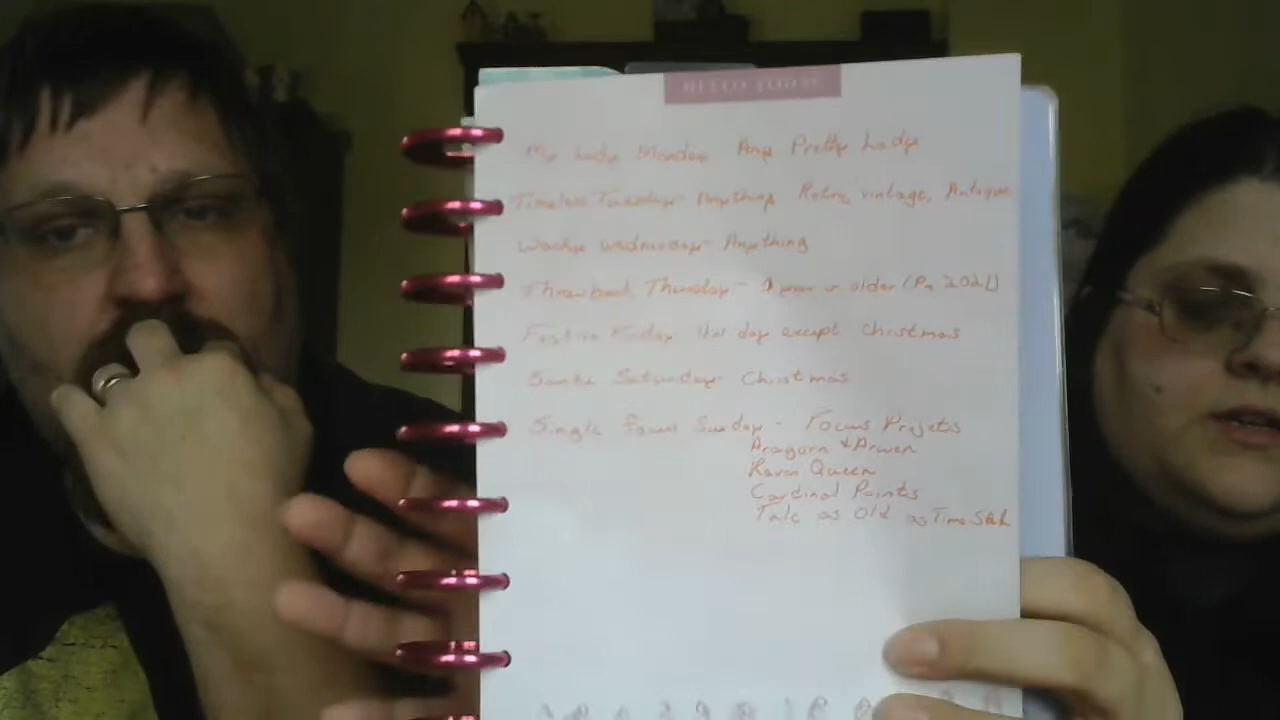 My Lady Monday Any Pretty Lady
Timeless Tuesday - Anything Retro, vintage, Antique
Wacky Wednesday - Anything
Throwback Thursday - 1 year or older (Pre 2021)
Festive Friday Hol day except Christmas
Santa Saturday - Christmas
Single Focus Sunday - Focus Projets
Aragorn & Arwen
Raven Queen
Cardinal Points
Tale as Old as Time SAL